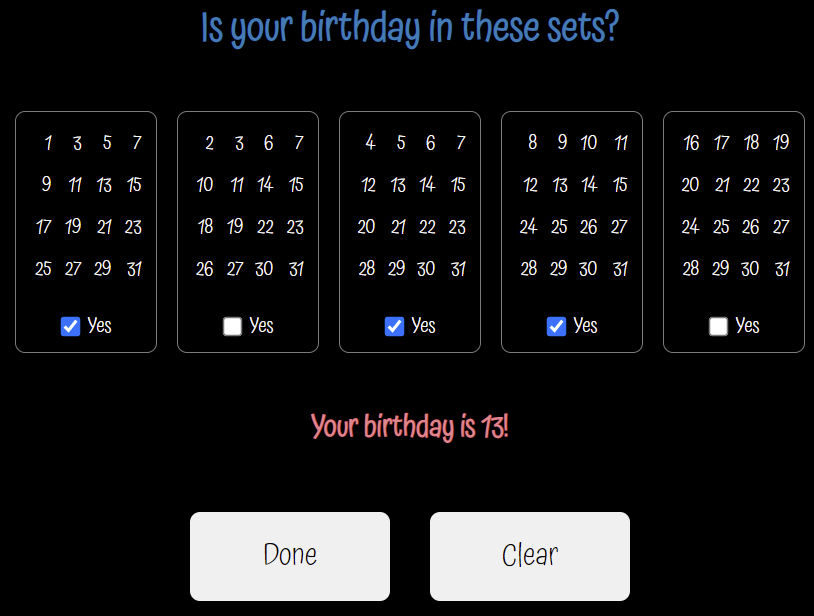 Is your birthday in these sets?
1 3 5 7
9 11 13 15
17 19 21 23
25 27 29 31
Yes
2 3 6 7
10 11 14 15
18 19 22 23
26 27 30 31
Yes
4 5 6 7
12 13 14 15
20 21 22 23
28 29 30 31
Yes
8 9 10 11
12 13 14 15
24 25 26 27
28 29 30 31
Yes
16 17 18 19
20 21 22 23
24 25 26 27
28 29 30 31
Yes
Your birthday is 13!
Done
Clear